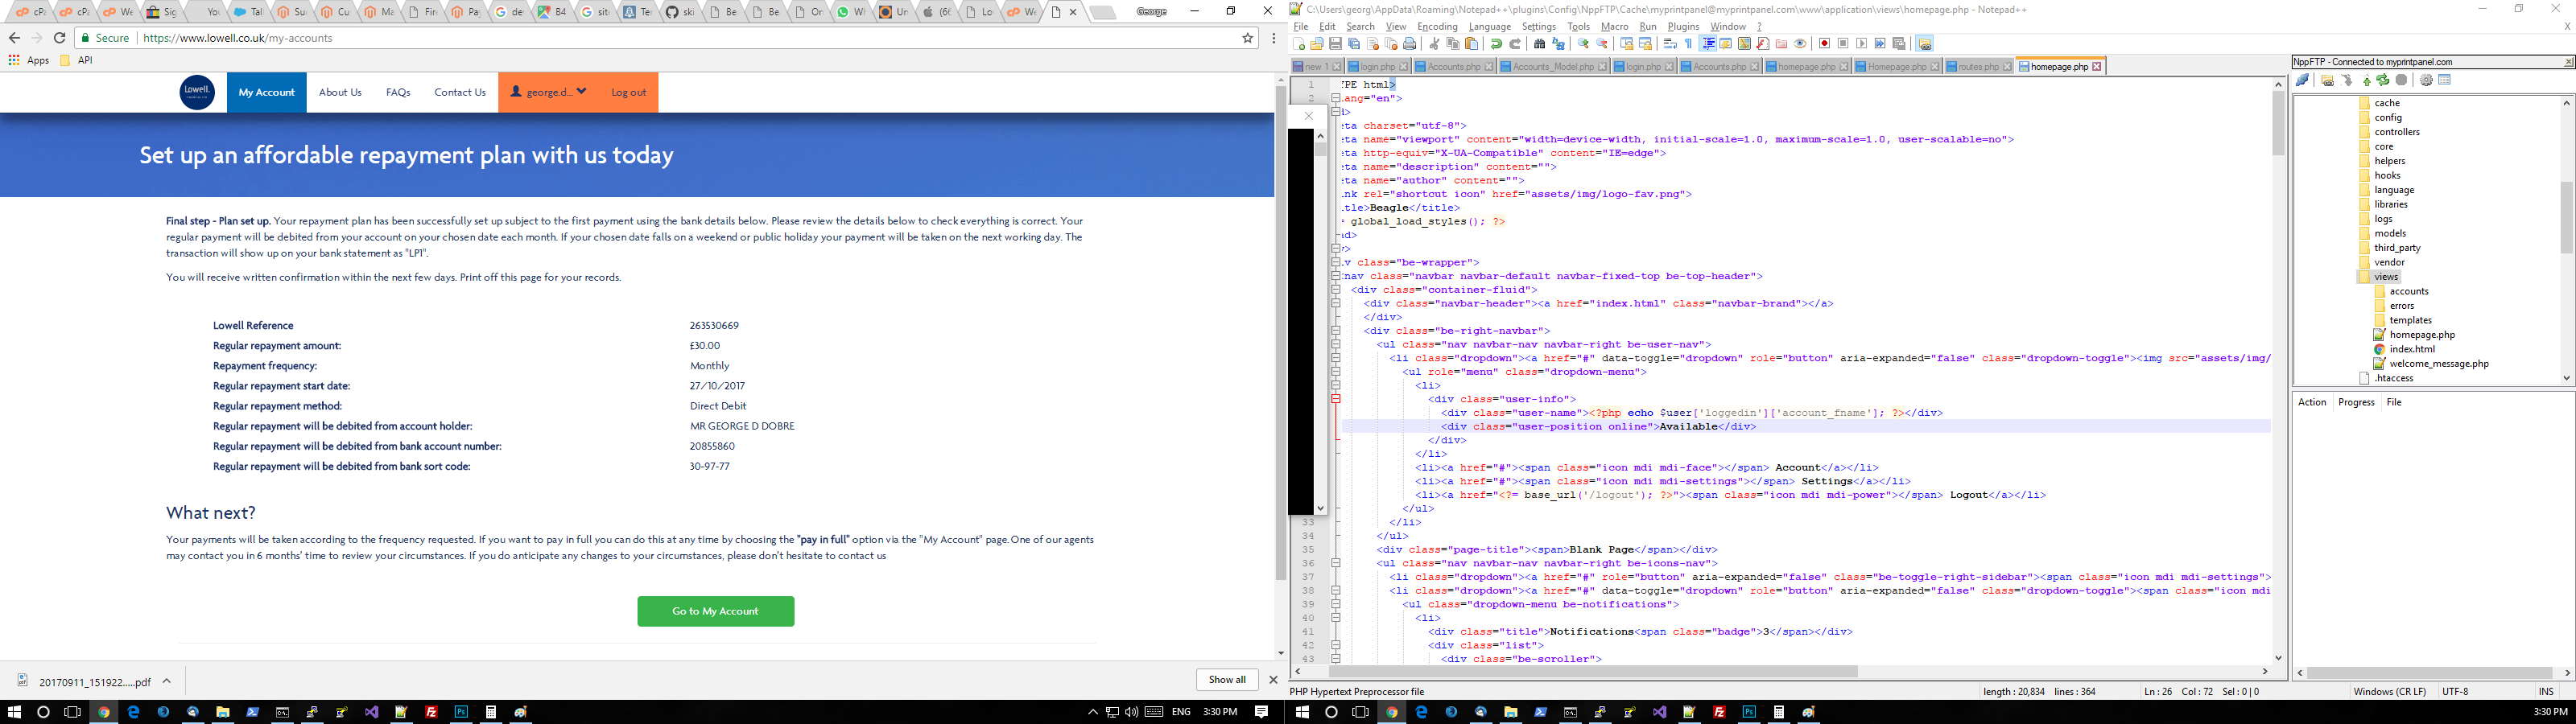 George
Secure
https://www.lowell.co.uk/my-accounts
Apps
API
Lowell.
My Account
About Us
FAQs
Contact Us
george.d...
Log out
Set up an affordable repayment plan with us today
Final step - Plan set up. Your repayment plan has been successfully set up subject to the first payment using the bank details below. Please review the details below to check everything is correct. Your
regular payment will be debited from your account on your chosen date each month. If your chosen date falls on a weekend or public holiday your payment will be taken on the next working day. The
transaction will show up on your bank statement as "LP1".
You will receive written confirmation within the next few days. Print off this page for your records.
Lowell Reference 263530669
Regular repayment amount: £30.00
Repayment frequency: Monthly
Regular repayment start date: 27/10/2017
Regular repayment method: Direct Debit
Regular repayment will be debited from account holder: MR GEORGE D DOBRE
Regular repayment will be debited from bank account number: 20855860
Regular repayment will be debited from bank sort code: 30-97-77
What next?
Your payments will be taken according to the frequency requested. If you want to pay in full you can do this at any time by choosing the "pay in full" option via the "My Account" page. One of our agents
may contact you in 6 months' time to review your circumstances. If you do anticipate any changes to your circumstances, please don't hesitate to contact us
Go to My Account
20170911_151922.....pdf
Show all
ENG 3:30 PM
C:\Users\georg\AppData\Roaming\Notepad++\plugins\Config\NppFTP\Cache\myprintpanel@myprintpanel.com\www\application\views\homepage.php - Notepad++
File Edit Search View Encoding Language Settings Tools Macro Run Plugins Window ?
new 1 login.php Accounts.php Accounts_Model.php login.php Accounts.php homepage.php Homepage.php routes.php homepage.php
1 YPE html>
2 lang="en">
d>
eta charset="utf-8">
eta name="viewport" content="width=device-width, initial-scale=1.0, maximum-scale=1.0, user-scalable=no">
eta http-equiv="X-UA-Compatible" content="IE=edge">
eta name="description" content="">
eta name="author" content="">
ink rel="shortcut icon" href="assets/img/logo-fav.png">
itle>Beagle</title>
global_load_styles(); ?>
ad>
y>
iv class="be-wrapper">
<nav class="navbar navbar-default navbar-fixed-top be-top-header">
<div class="container-fluid">
<div class="navbar-header"><a href="index.html" class="navbar-brand"></a>
</div>
<div class="be-right-navbar">
<ul class="nav navbar-nav navbar-right be-user-nav">
<li class="dropdown"><a href="#" data-toggle="dropdown" role="button" aria-expanded="false" class="dropdown-toggle"><img src="assets/img/
<ul role="menu" class="dropdown-menu">
<li>
<div class="user-info">
<div class="user-name"><?php echo $user['loggedin']['account_fname']; ?></div>
<div class="user-position online">Available</div>
</div>
</li>
<li><a href="#"><span class="icon mdi mdi-face"></span> Account</a></li>
<li><a href="#"><span class="icon mdi mdi-settings"></span> Settings</a></li>
<li><a href="<?= base_url('/logout'); ?>"><span class="icon mdi mdi-power"></span> Logout</a></li>
</ul>
33 </li>
34 </ul>
35 <div class="page-title"><span>Blank Page</span></div>
36 <ul class="nav navbar-nav navbar-right be-icons-nav">
37 <li class="dropdown"><a href="#" role="button" aria-expanded="false" class="be-toggle-right-sidebar"><span class="icon mdi mdi-settings">
38 <li class="dropdown"><a href="#" data-toggle="dropdown" role="button" aria-expanded="false" class="dropdown-toggle"><span class="icon mdi
39 <ul class="dropdown-menu be-notifications">
40 <li>
41 <div class="title">Notifications<span class="badge">3</span></div>
42 <div class="list">
43 <div class="be-scroller">
PHP Hypertext Preprocessor file
length : 20,834 lines : 364
Ln : 26 Col : 72 Sel : 0 | 0
Windows (CR LF)
UTF-8
INS
NppFTP - Connected to myprintpanel.com
cache
config
controllers
core
helpers
hooks
language
libraries
logs
models
third_party
vendor
views
accounts
errors
templates
homepage.php
index.html
welcome_message.php
.htaccess
Action Progress File
3:30 PM